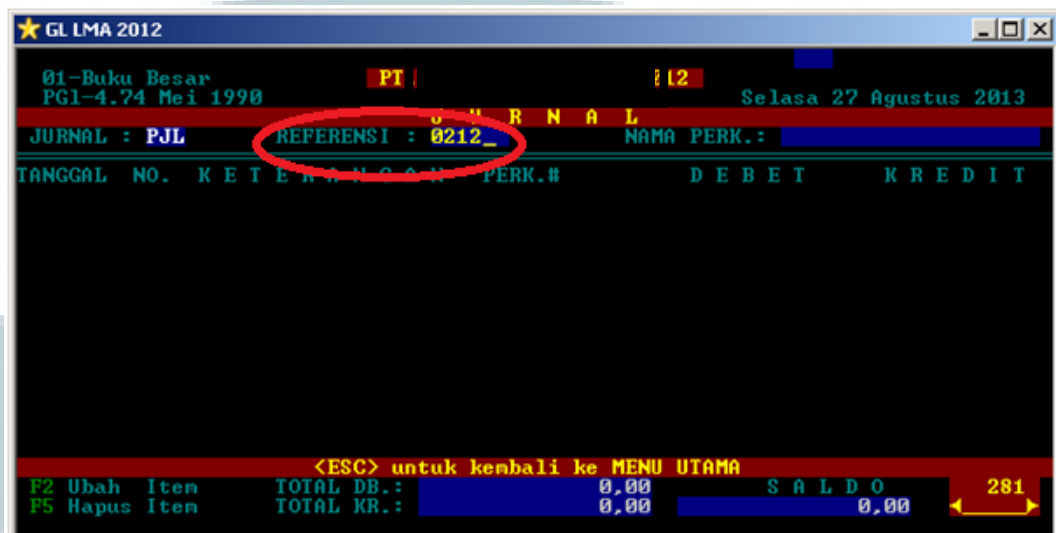 GL LMA 2012
01-Buku Besar PT 12
PGl-4.74 Mei 1990 Selasa 27 Agustus 2013
J U R N A L
JURNAL : PJL REFERENSI : 0212_ NAMA PERK.:
TANGGAL NO. K E T E R A N G A N PERK.# D E B E T K R E D I T
<ESC> untuk kembali ke MENU UTAMA
F2 Ubah Item TOTAL DB.: 0,00 S A L D O 281
F5 Hapus Item TOTAL KR.: 0,00 0,00